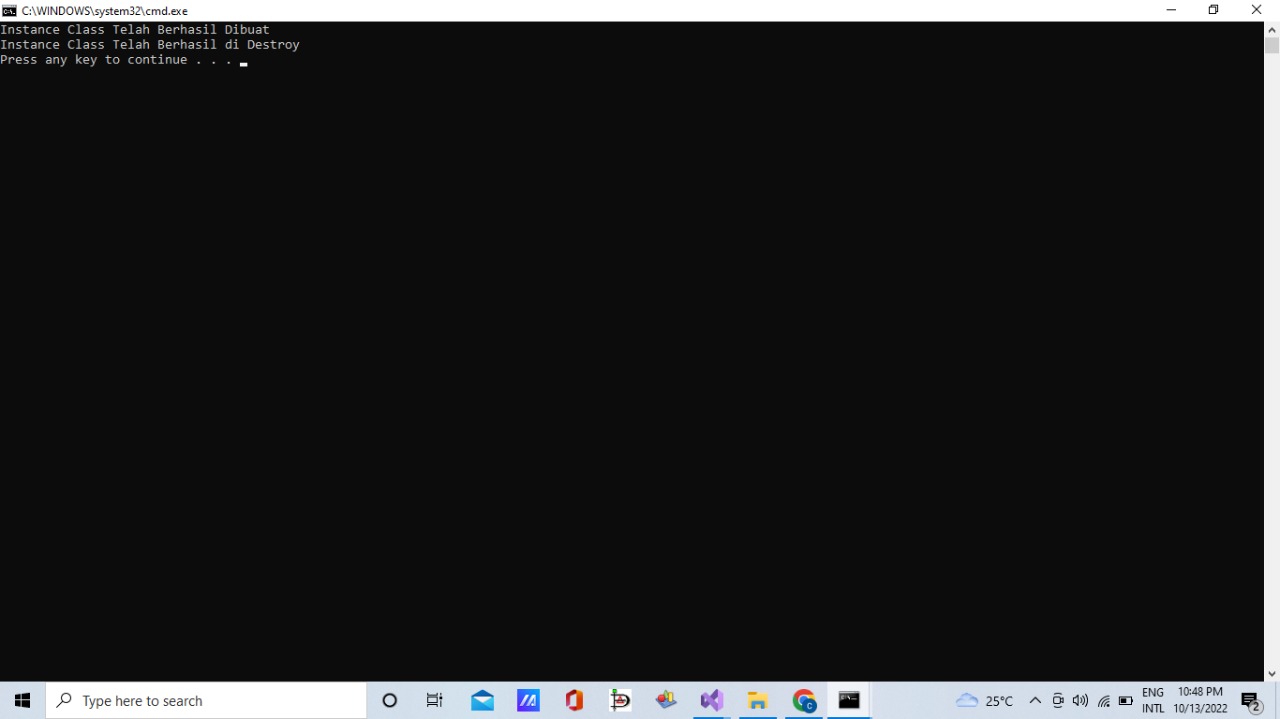 C:\WINDOWS\system32\cmd.exe
Instance Class Telah Berhasil Dibuat
Instance Class Telah Berhasil di Destroy
Press any key to continue . . .
Type here to search
25°C
ENG
INTL
10:48 PM
10/13/2022
2